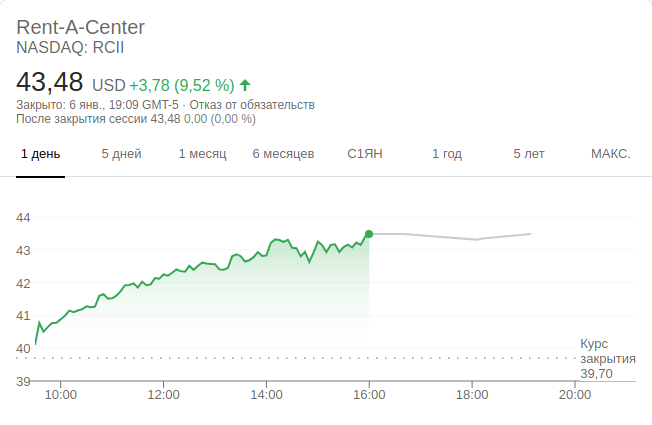 Rent-A-Center
NASDAQ: RCII
43,48 USD +3,78 (9,52 %)
Закрыто: 6 янв., 19:09 GMT-5 · Отказ от обязательств
После закрытия сессии 43,48 0,00 (0,00 %)
1 день 5 дней 1 месяц 6 месяцев С1ЯН 1 год 5 лет МАКС.
44
43
42
41
40
39
Курс
закрытия
39,70
10:00 12:00 14:00 16:00 18:00 20:00